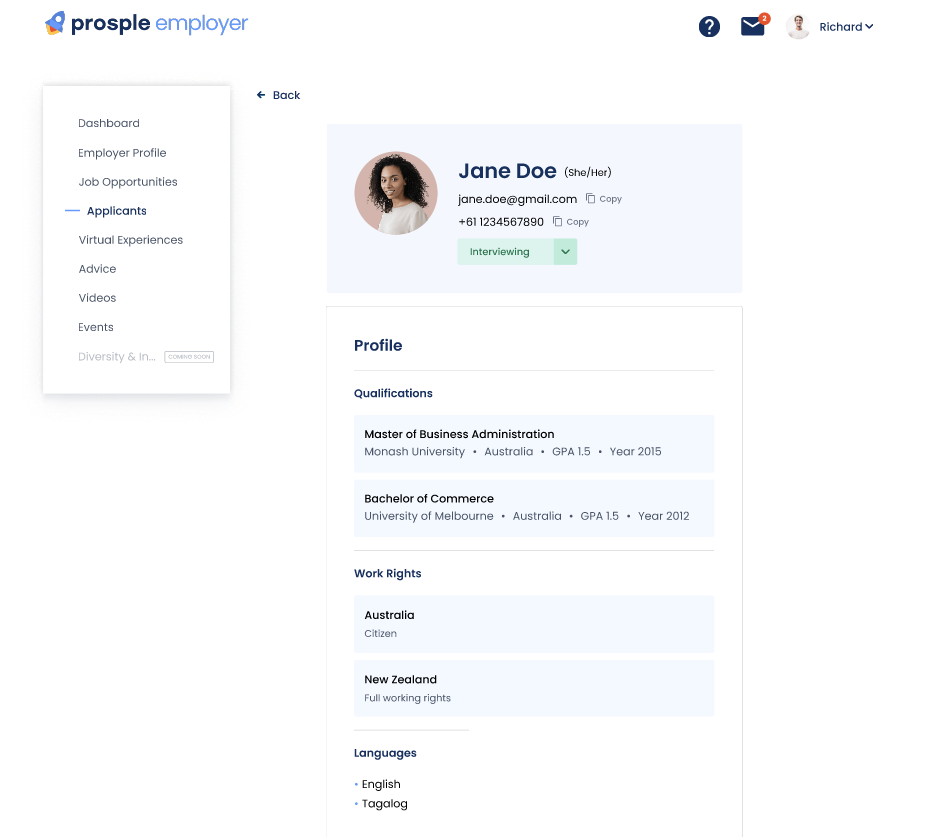 prosple employer
2
Richard
Back
Dashboard
Employer Profile
Job Opportunities
Applicants
Virtual Experiences
Advice
Videos
Events
Diversity & In...
COMING SOON
Jane Doe (She/Her)
jane.doe@gmail.com Copy
+61 1234567890 Copy
Interviewing
Profile
Qualifications
Master of Business Administration
Monash University • Australia • GPA 1.5 • Year 2015
Bachelor of Commerce
University of Melbourne • Australia • GPA 1.5 • Year 2012
Work Rights
Australia
Citizen
New Zealand
Full working rights
Languages
• English
• Tagalog